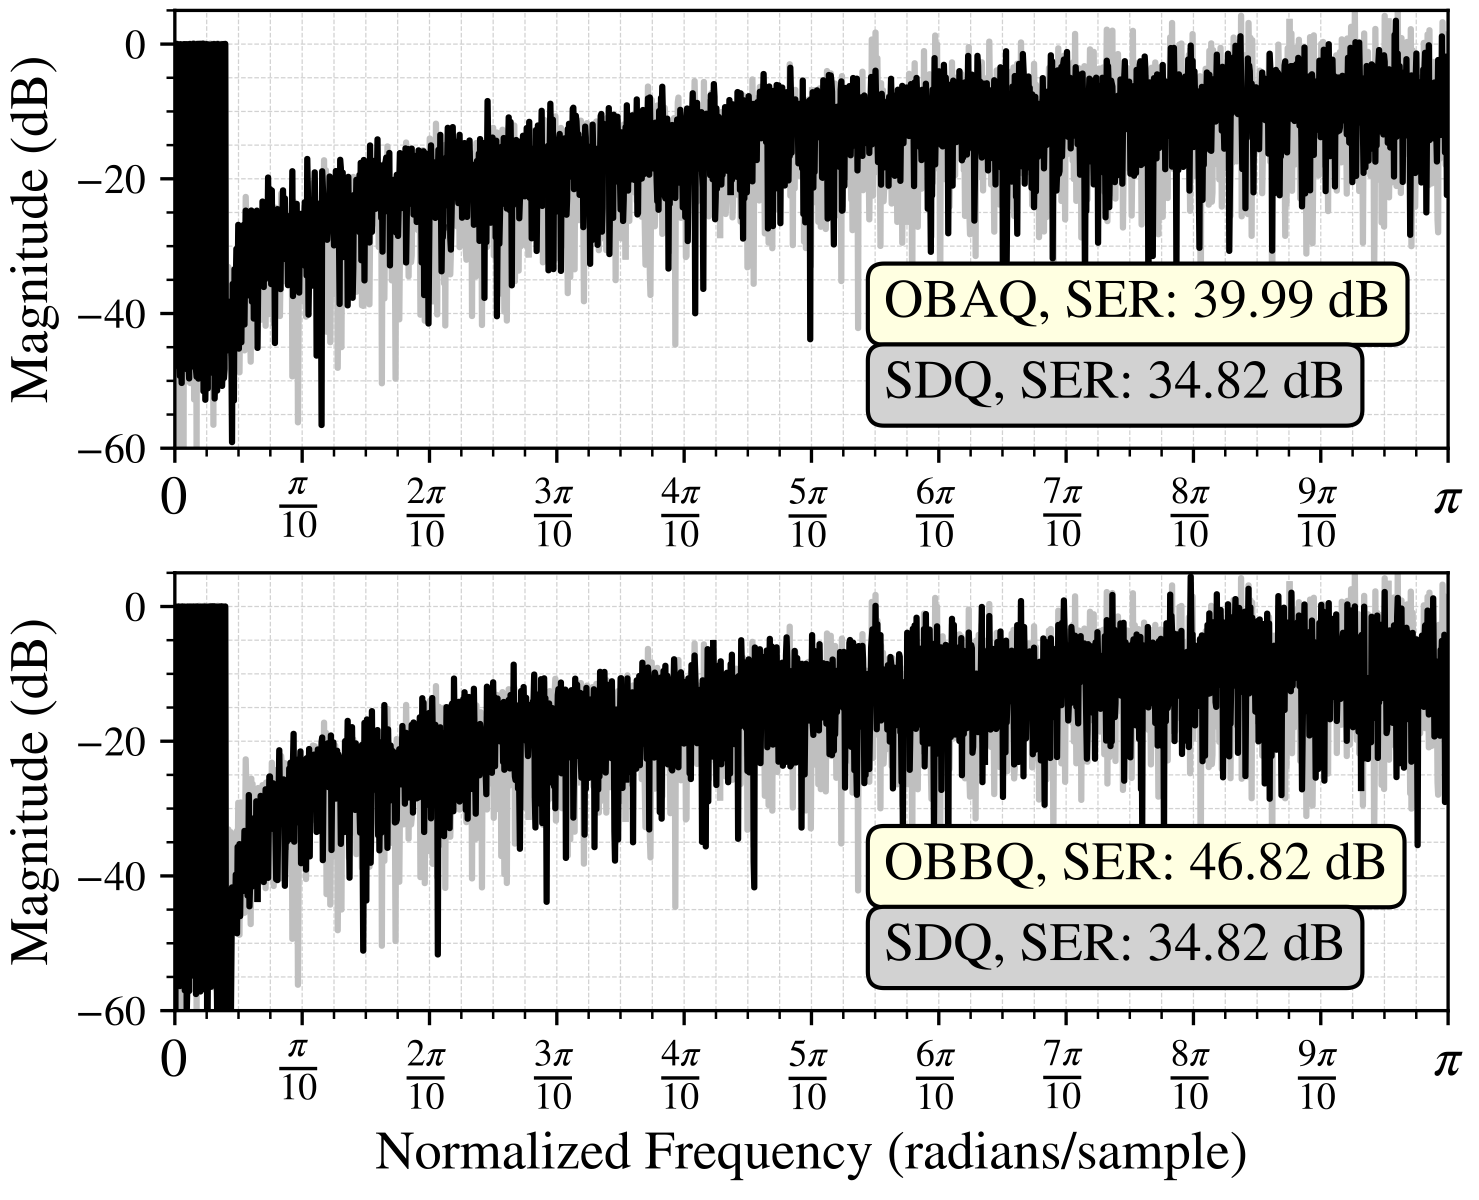 Magnitude (dB)
0
−20
−40
−60
OBAQ, SER: 39.99 dB
SDQ, SER: 34.82 dB
0 π/10 2π/10 3π/10 4π/10 5π/10 6π/10 7π/10 8π/10 9π/10 π
Magnitude (dB)
0
−20
−40
−60
OBBQ, SER: 46.82 dB
SDQ, SER: 34.82 dB
0 π/10 2π/10 3π/10 4π/10 5π/10 6π/10 7π/10 8π/10 9π/10 π
Normalized Frequency (radians/sample)